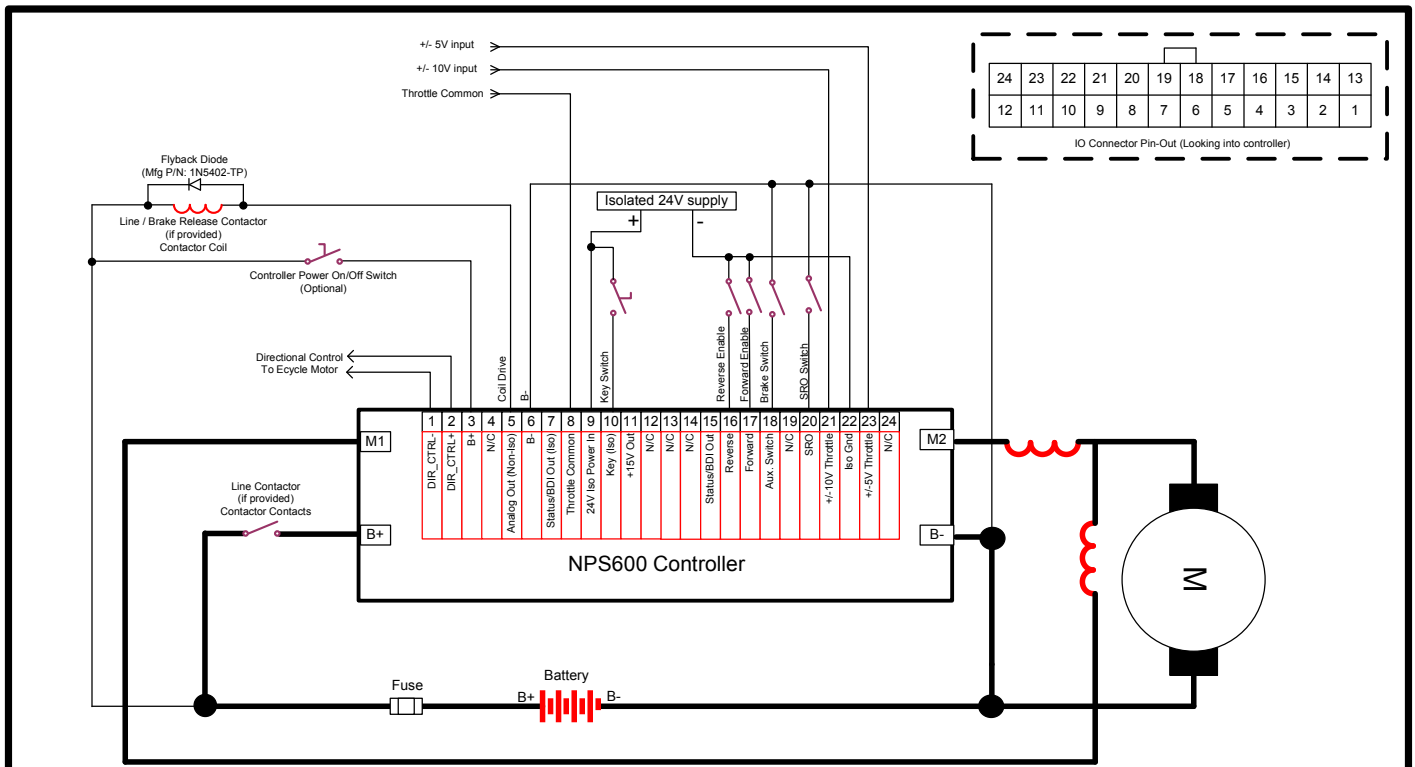 +/- 5V input
+/- 10V input
Throttle Common
24 23 22 21 20 19 18 17 16 15 14 13
12 11 10 9 8 7 6 5 4 3 2 1
IO Connector Pin-Out (Looking into controller)
Flyback Diode
(Mfg P/N: 1N5402-TP)
Line / Brake Release Contactor
(if provided)
Contactor Coil
Isolated 24V supply
+ -
Controller Power On/Off Switch
(Optional)
Directional Control
To Ecycle Motor
Coil Drive
B-
Key Switch
Reverse Enable
Forward Enable
Brake Switch
SRO Switch
1 2 3 4 5 6 7 8 9 10 11 12 13 14 15 16 17 18 19 20 21 22 23 24
DIR_CTRL-
DIR_CTRL+
B+
N/C
Analog Out (Non-Iso)
B-
Status/BDI Out (Iso)
Throttle Common
24V Iso Power In
Key (Iso)
+15V Out
N/C
N/C
N/C
Status/BDI Out
Reverse
Forward
Aux. Switch
N/C
SRO
+/-10V Throttle
Iso Gnd
+/-5V Throttle
N/C
M1
M2
Line Contactor
(if provided)
Contactor Contacts
B+
B-
NPS600 Controller
M
Fuse
Battery
B+ B-